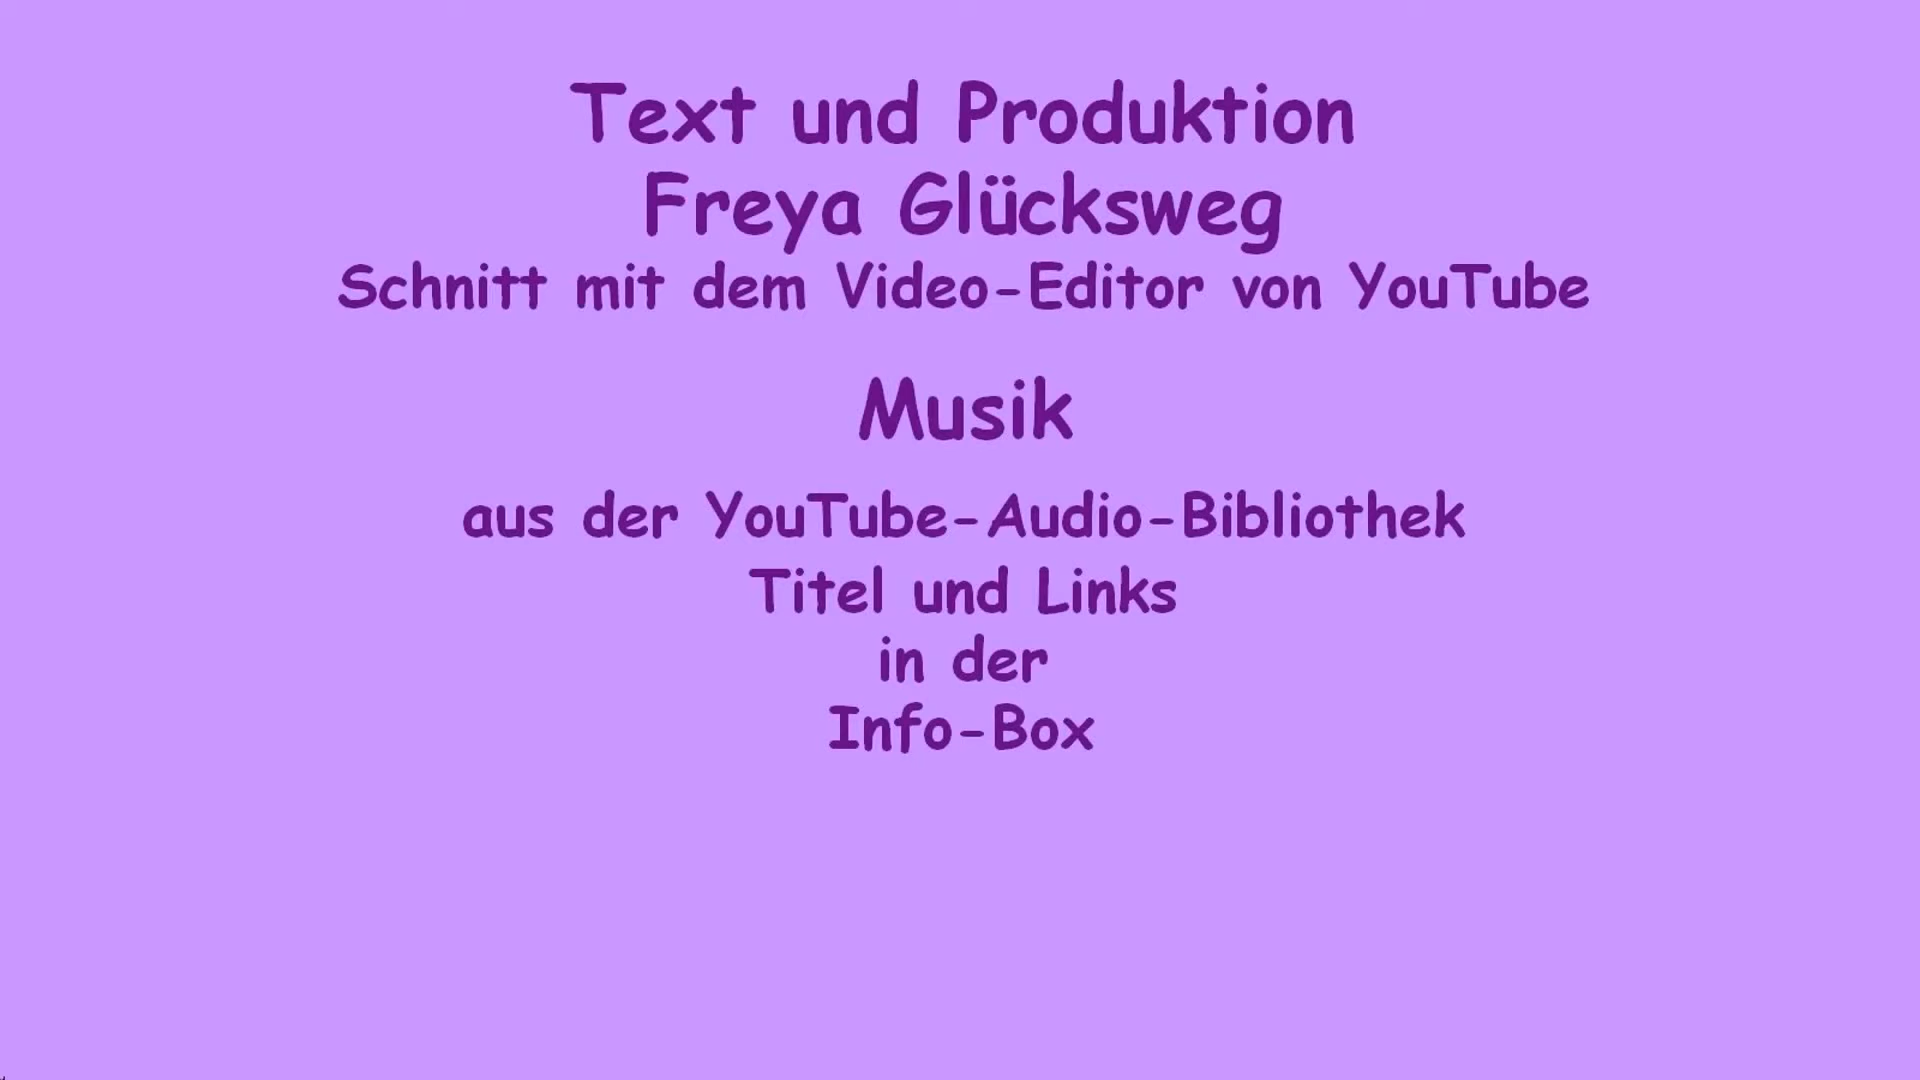 Text und Produktion
Freya Glücksweg
Schnitt mit dem Video-Editor von YouTube
Musik
aus der YouTube-Audio-Bibliothek
Titel und Links
in der
Info-Box